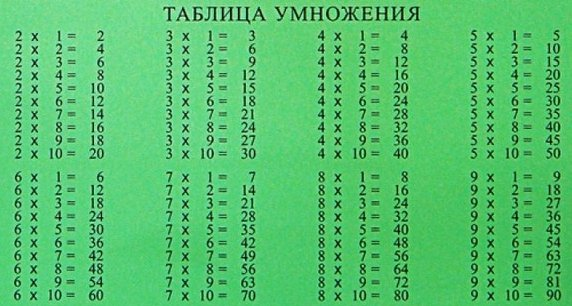 ТАБЛИЦА УМНОЖЕНИЯ
2 x 1 = 2 3 x 1 = 3 4 x 1 = 4 5 x 1 = 5
2 x 2 = 4 3 x 2 = 6 4 x 2 = 8 5 x 2 = 10
2 x 3 = 6 3 x 3 = 9 4 x 3 = 12 5 x 3 = 15
2 x 4 = 8 3 x 4 = 12 4 x 4 = 16 5 x 4 = 20
2 x 5 = 10 3 x 5 = 15 4 x 5 = 20 5 x 5 = 25
2 x 6 = 12 3 x 6 = 18 4 x 6 = 24 5 x 6 = 30
2 x 7 = 14 3 x 7 = 21 4 x 7 = 28 5 x 7 = 35
2 x 8 = 16 3 x 8 = 24 4 x 8 = 32 5 x 8 = 40
2 x 9 = 18 3 x 9 = 27 4 x 9 = 36 5 x 9 = 45
2 x 10 = 20 3 x 10 = 30 4 x 10 = 40 5 x 10 = 50
6 x 1 = 6 7 x 1 = 7 8 x 1 = 8 9 x 1 = 9
6 x 2 = 12 7 x 2 = 14 8 x 2 = 16 9 x 2 = 18
6 x 3 = 18 7 x 3 = 21 8 x 3 = 24 9 x 3 = 27
6 x 4 = 24 7 x 4 = 28 8 x 4 = 32 9 x 4 = 36
6 x 5 = 30 7 x 5 = 35 8 x 5 = 40 9 x 5 = 45
6 x 6 = 36 7 x 6 = 42 8 x 6 = 48 9 x 6 = 54
6 x 7 = 42 7 x 7 = 49 8 x 7 = 56 9 x 7 = 63
6 x 8 = 48 7 x 8 = 56 8 x 8 = 64 9 x 8 = 72
6 x 9 = 54 7 x 9 = 63 8 x 9 = 72 9 x 9 = 81
6 x 10 = 60 7 x 10 = 70 8 x 10 = 80 9 x 10 = 90